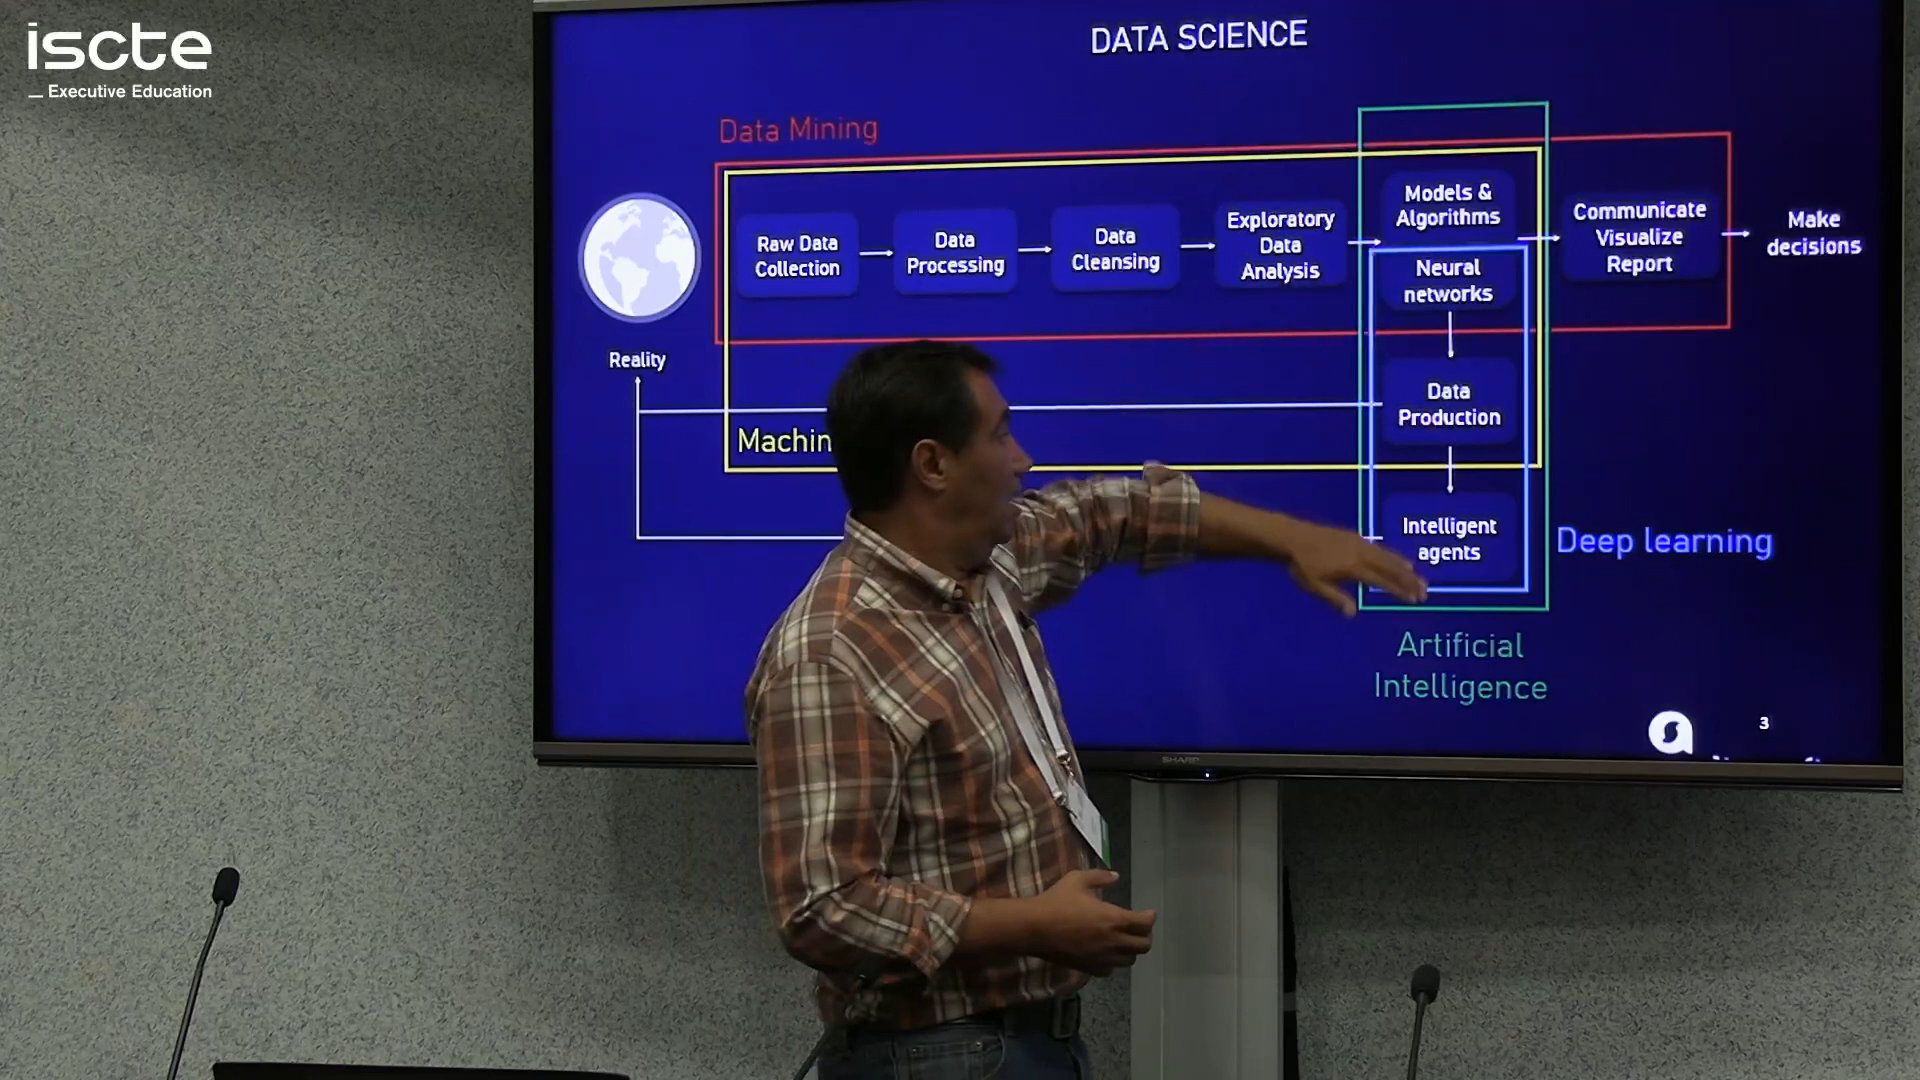 iscte
_ Executive Education
DATA SCIENCE
Data Mining
Raw Data
Collection
Data
Processing
Data
Cleansing
Exploratory
Data
Analysis
Models &
Algorithms
Neural
networks
Communicate
Visualize
Report
Make
decisions
Reality
Data
Production
Machin
Intelligent
agents
Deep learning
Artificial
Intelligence
3
SHARP